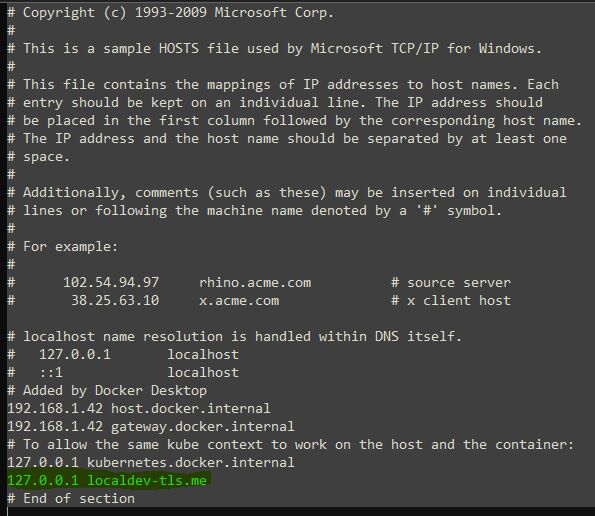 # Copyright (c) 1993-2009 Microsoft Corp.
#
# This is a sample HOSTS file used by Microsoft TCP/IP for Windows.
#
# This file contains the mappings of IP addresses to host names. Each
# entry should be kept on an individual line. The IP address should
# be placed in the first column followed by the corresponding host name.
# The IP address and the host name should be separated by at least one
# space.
#
# Additionally, comments (such as these) may be inserted on individual
# lines or following the machine name denoted by a '#' symbol.
#
# For example:
#
#      102.54.94.97     rhino.acme.com          # source server
#       38.25.63.10     x.acme.com              # x client host

# localhost name resolution is handled within DNS itself.
#   127.0.0.1       localhost
#   ::1             localhost
# Added by Docker Desktop
192.168.1.42 host.docker.internal
192.168.1.42 gateway.docker.internal
# To allow the same kube context to work on the host and the container:
127.0.0.1 kubernetes.docker.internal
127.0.0.1 localdev-tls.me
# End of section